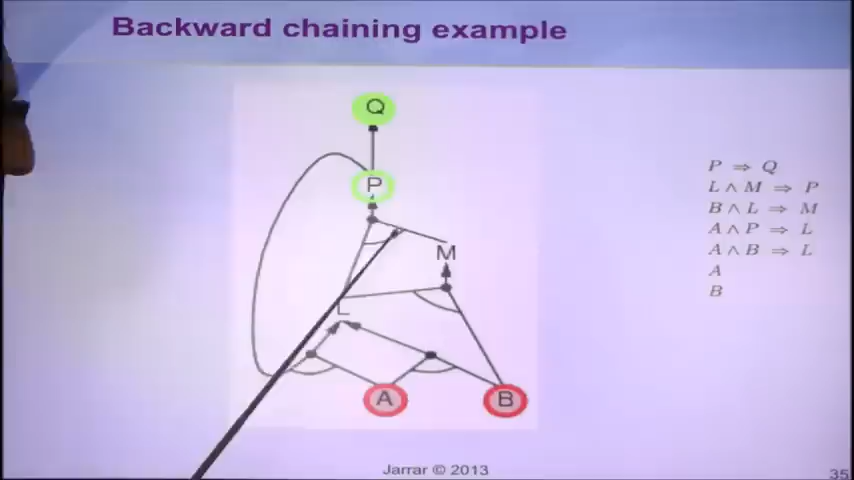 Backward chaining example
Q
P
M
L
A
B
P ⇒ Q
L ∧ M ⇒ P
B ∧ L ⇒ M
A ∧ P ⇒ L
A ∧ B ⇒ L
A
B
Jarrar © 2013
35